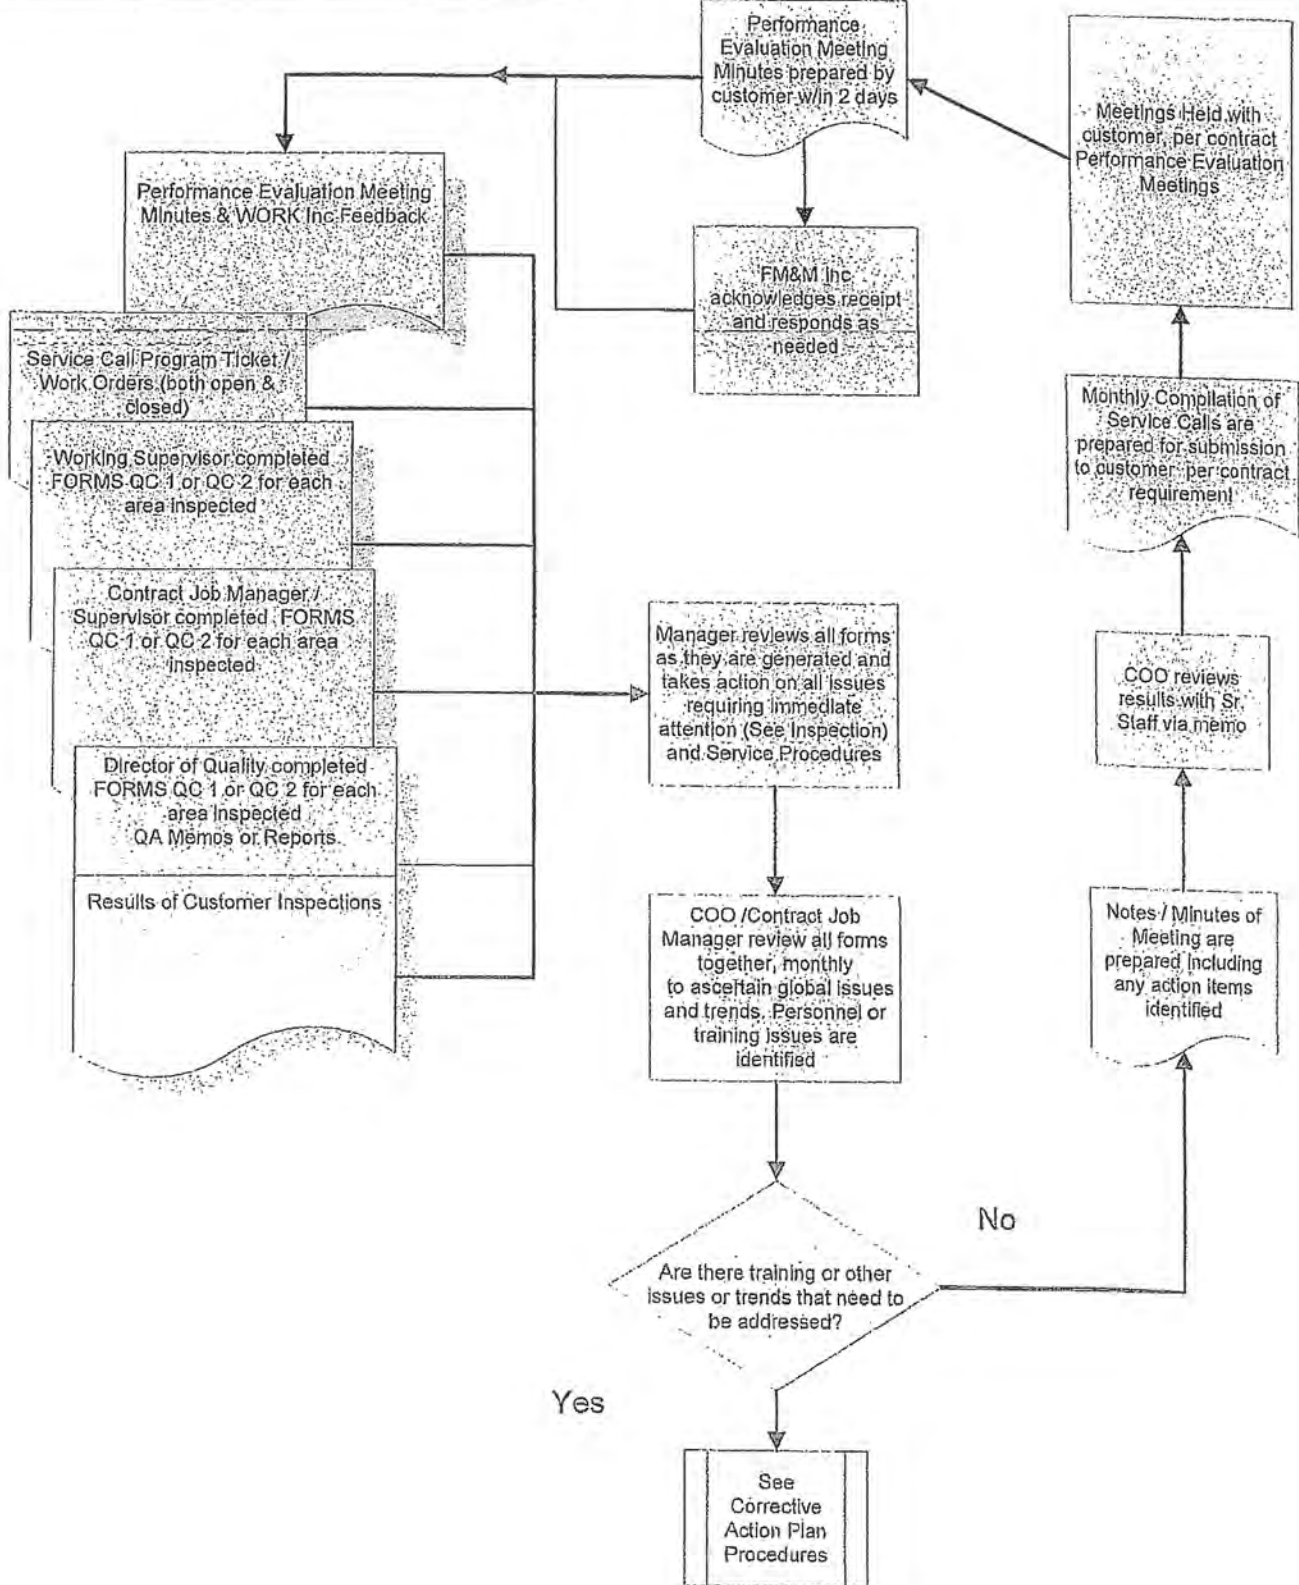 Performance
Evaluation Meeting
Minutes prepared by
customer w/in 2 days
Meetings Held with
customer, per contract
Performance Evaluation
Meetings
Performance Evaluation Meeting
Minutes & WORK Inc Feedback
FM&M Inc
acknowledges receipt
and responds as
needed
Service Call Program Ticket /
Work Orders (both open &
closed)
Monthly Compilation of
Service Calls are
prepared for submission
to customer per contract
requirement
Working Supervisor completed
FORMS QC 1 or QC 2 for each
area inspected
Contract Job Manager /
Supervisor completed FORMS
QC 1 or QC 2 for each area
inspected
Manager reviews all forms
as they are generated and
takes action on all issues
requiring immediate
attention (See Inspection)
and Service Procedures
COO reviews
results with Sr.
Staff via memo
Director of Quality completed
FORMS QC 1 or QC 2 for each
area inspected
QA Memos or Reports
Results of Customer Inspections
COO /Contract Job
Manager review all forms
together, monthly
to ascertain global issues
and trends. Personnel or
training issues are
identified
Notes / Minutes of
Meeting are
prepared including
any action items
identified
No
Are there training or other
issues or trends that need to
be addressed?
Yes
See
Corrective
Action Plan
Procedures